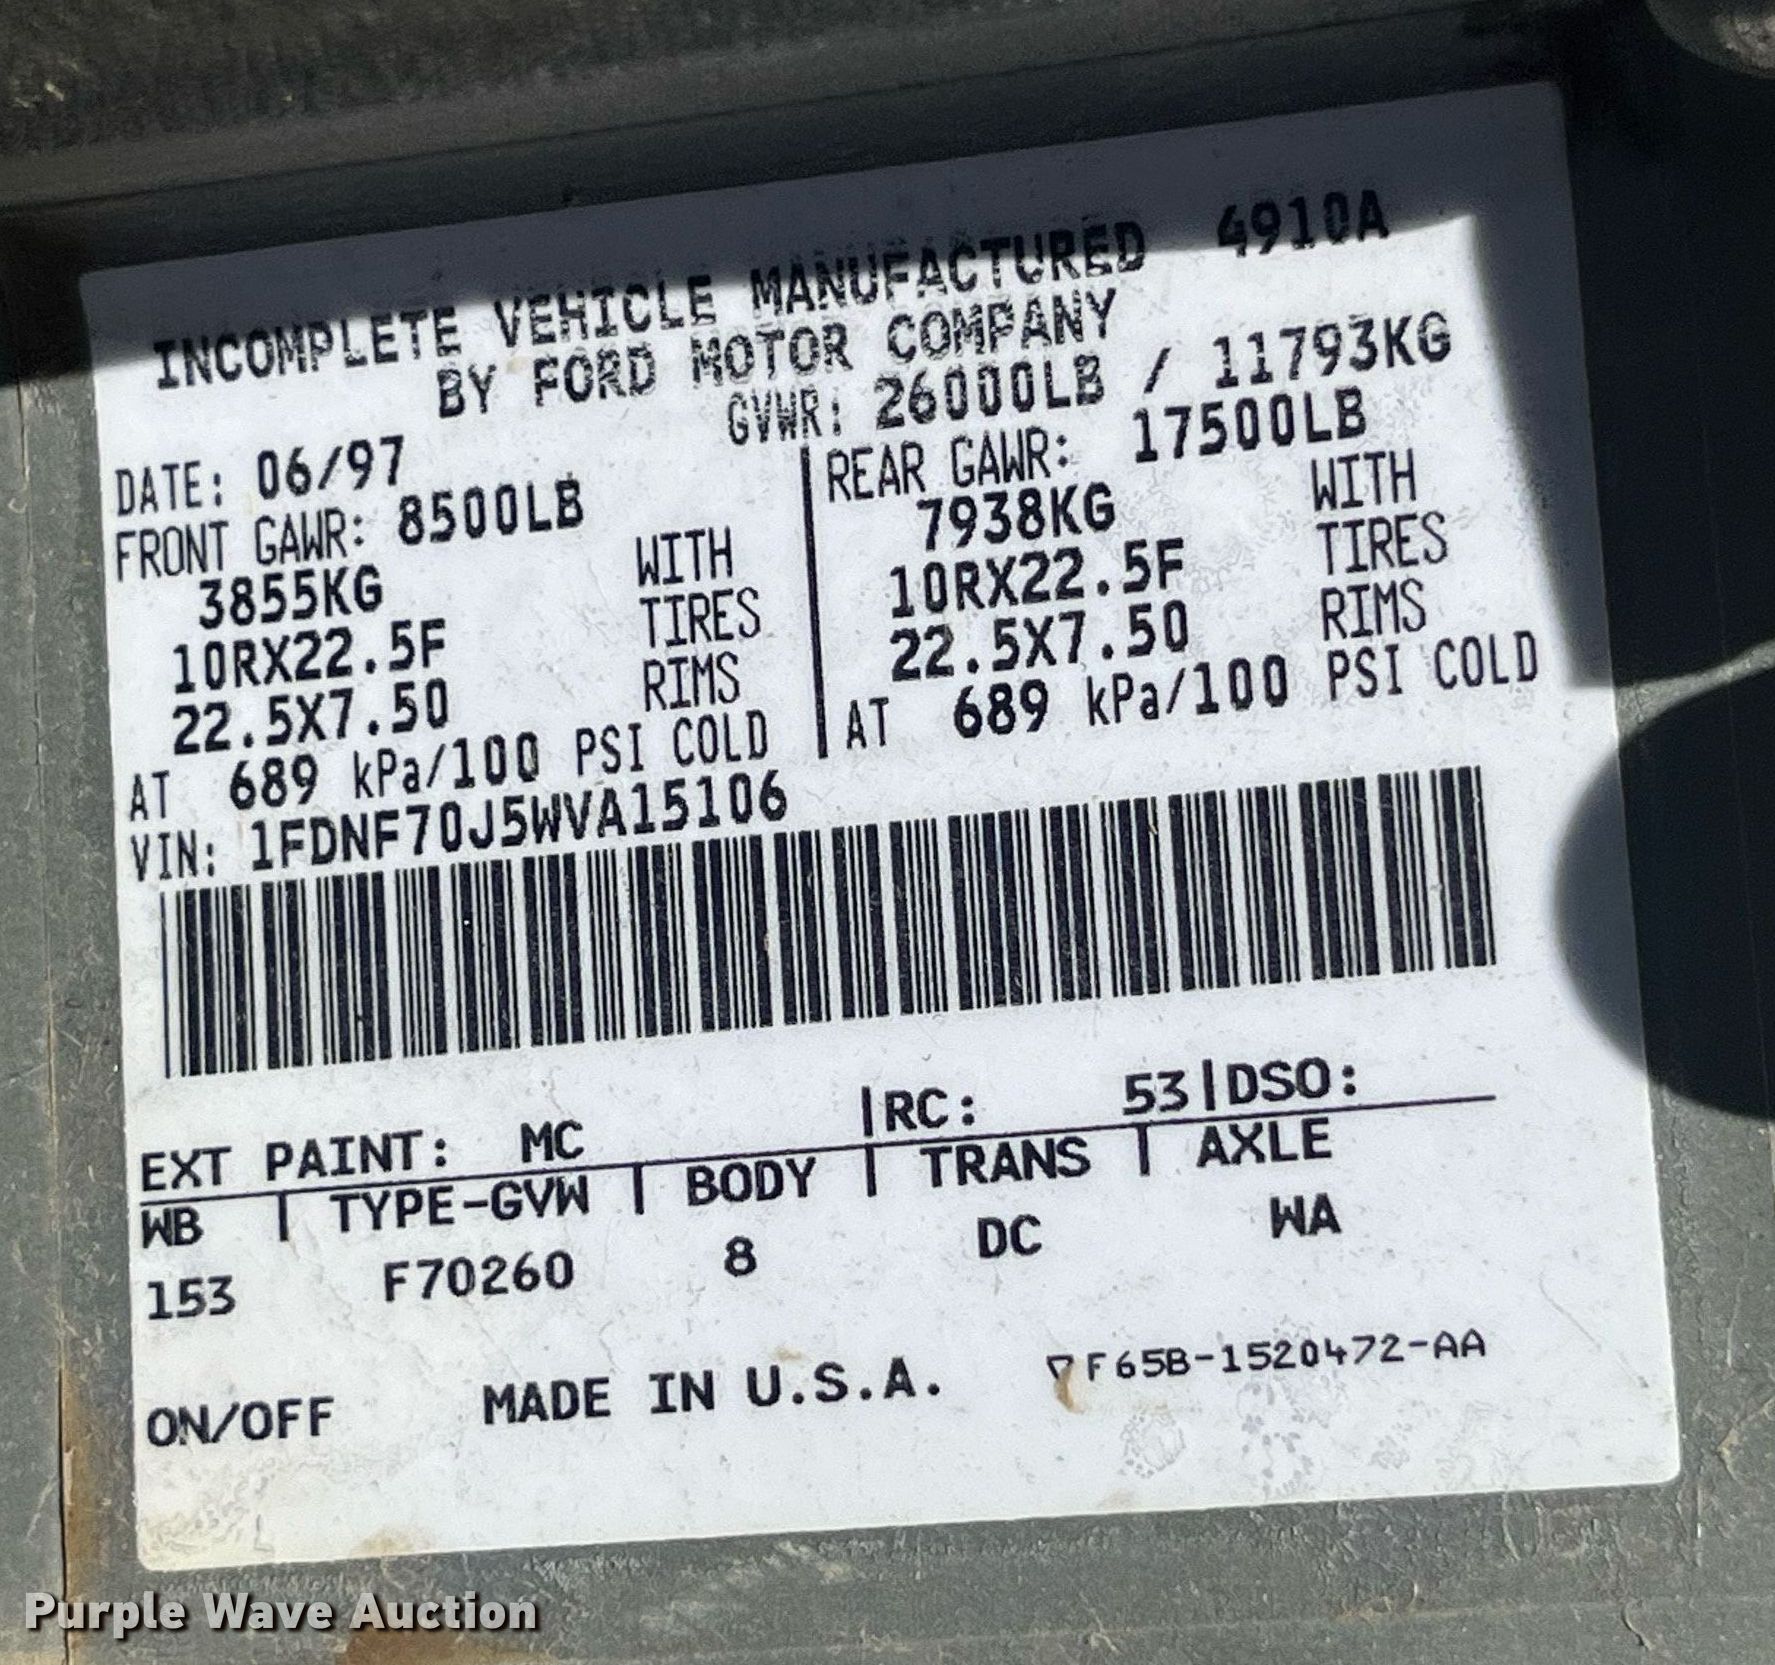 INCOMPLETE VEHICLE MANUFACTURED 4910A
BY FORD MOTOR COMPANY
GVWR: 26000LB / 11793KG
DATE: 06/97
FRONT GAWR: 8500LB
3855KG WITH
10RX22.5F TIRES
22.5X7.50 RIMS
AT 689 kPa/100 PSI COLD
REAR GAWR: 17500LB
7938KG WITH
10RX22.5F TIRES
22.5X7.50 RIMS
AT 689 kPa/100 PSI COLD
VIN: 1FDNF70J5WVA15106
EXT PAINT: MC |RC: 53|DSO:
WB | TYPE-GVW | BODY | TRANS | AXLE
153 F70260 8 DC WA
ON/OFF MADE IN U.S.A. ▽F65B-1520472-AA
Purple Wave Auction